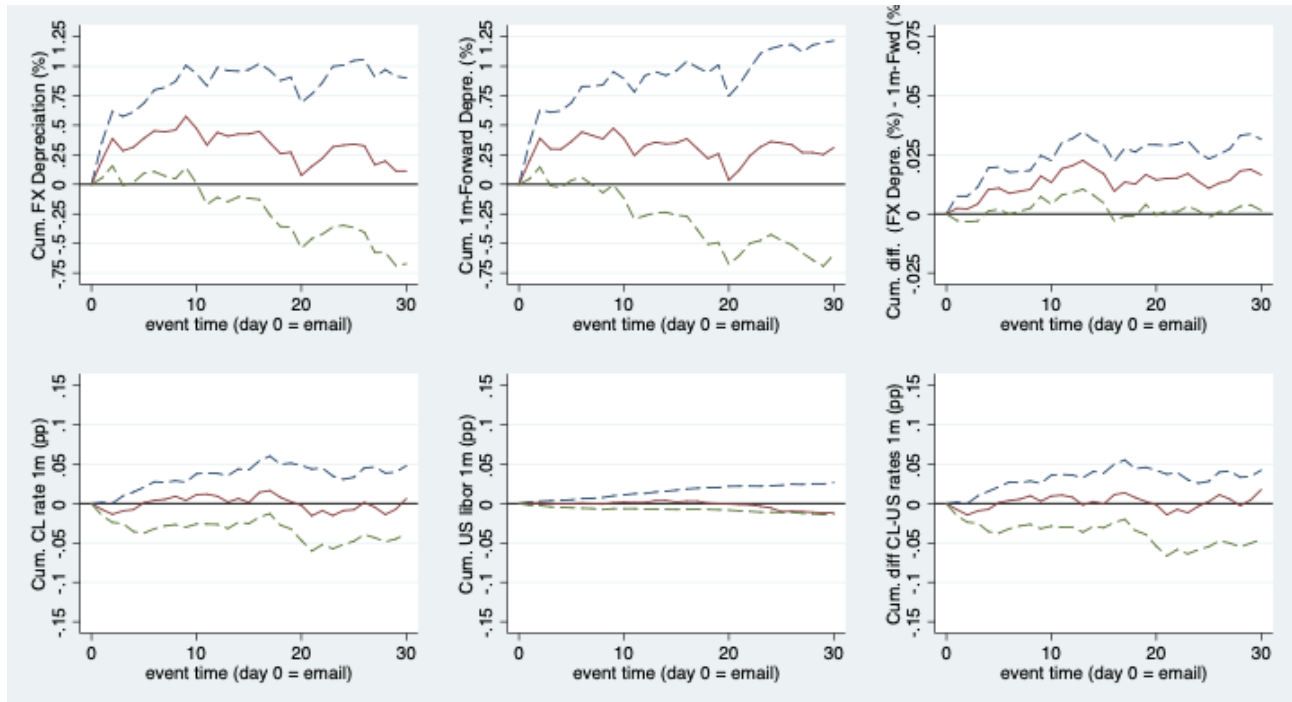 Cum. FX Depreciation (%)
-.75 -.5 -.25 0 .25 .5 .75 1 1.25
0 10 20 30
event time (day 0 = email)
Cum. 1m-Forward Depre. (%)
-.75 -.5 -.25 0 .25 .5 .75 1 1.25
0 10 20 30
event time (day 0 = email)
Cum. diff. (FX Depre. (%) - 1m-Fwd (%
-.025 0 .025 .05 .075
0 10 20 30
event time (day 0 = email)
Cum. CL rate 1m (pp)
-.15 -.1 -.05 0 .05 .1 .15
0 10 20 30
event time (day 0 = email)
Cum. US libor 1m (pp)
-.15 -.1 -.05 0 .05 .1 .15
0 10 20 30
event time (day 0 = email)
Cum. diff CL-US rates 1m (pp)
-.15 -.1 -.05 0 .05 .1 .15
0 10 20 30
event time (day 0 = email)